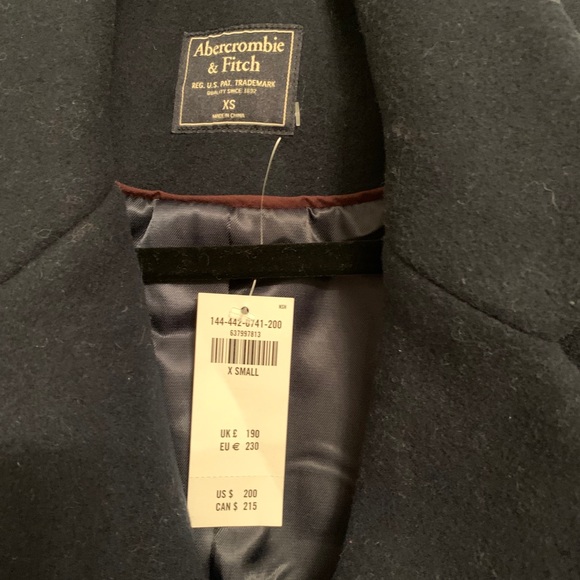 Abercrombie
& Fitch
REG. U.S. PAT. TRADEMARK
QUALITY SINCE 1892
XS
MADE IN CHINA
144-442-0741-200
637997813
X SMALL
UK £ 190
EU € 230
US $ 200
CAN $ 215